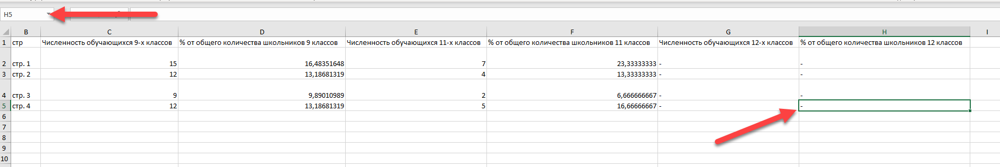 H5
B C D E F G H I
1 стр Численность обучающихся 9-х классов % от общего количества школьников 9 классов Численность обучающихся 11-х классов % от общего количества школьников 11 классов Численность обучающихся 12-х классов % от общего количества школьников 12 классов
2 стр. 1 15 16,48351648 7 23,33333333 - -
3 стр. 2 12 13,18681319 4 13,33333333 - -
4 стр. 3 9 9,89010989 2 6,666666667 - -
5 стр. 4 12 13,18681319 5 16,66666667 - -
6
7
8
9
10